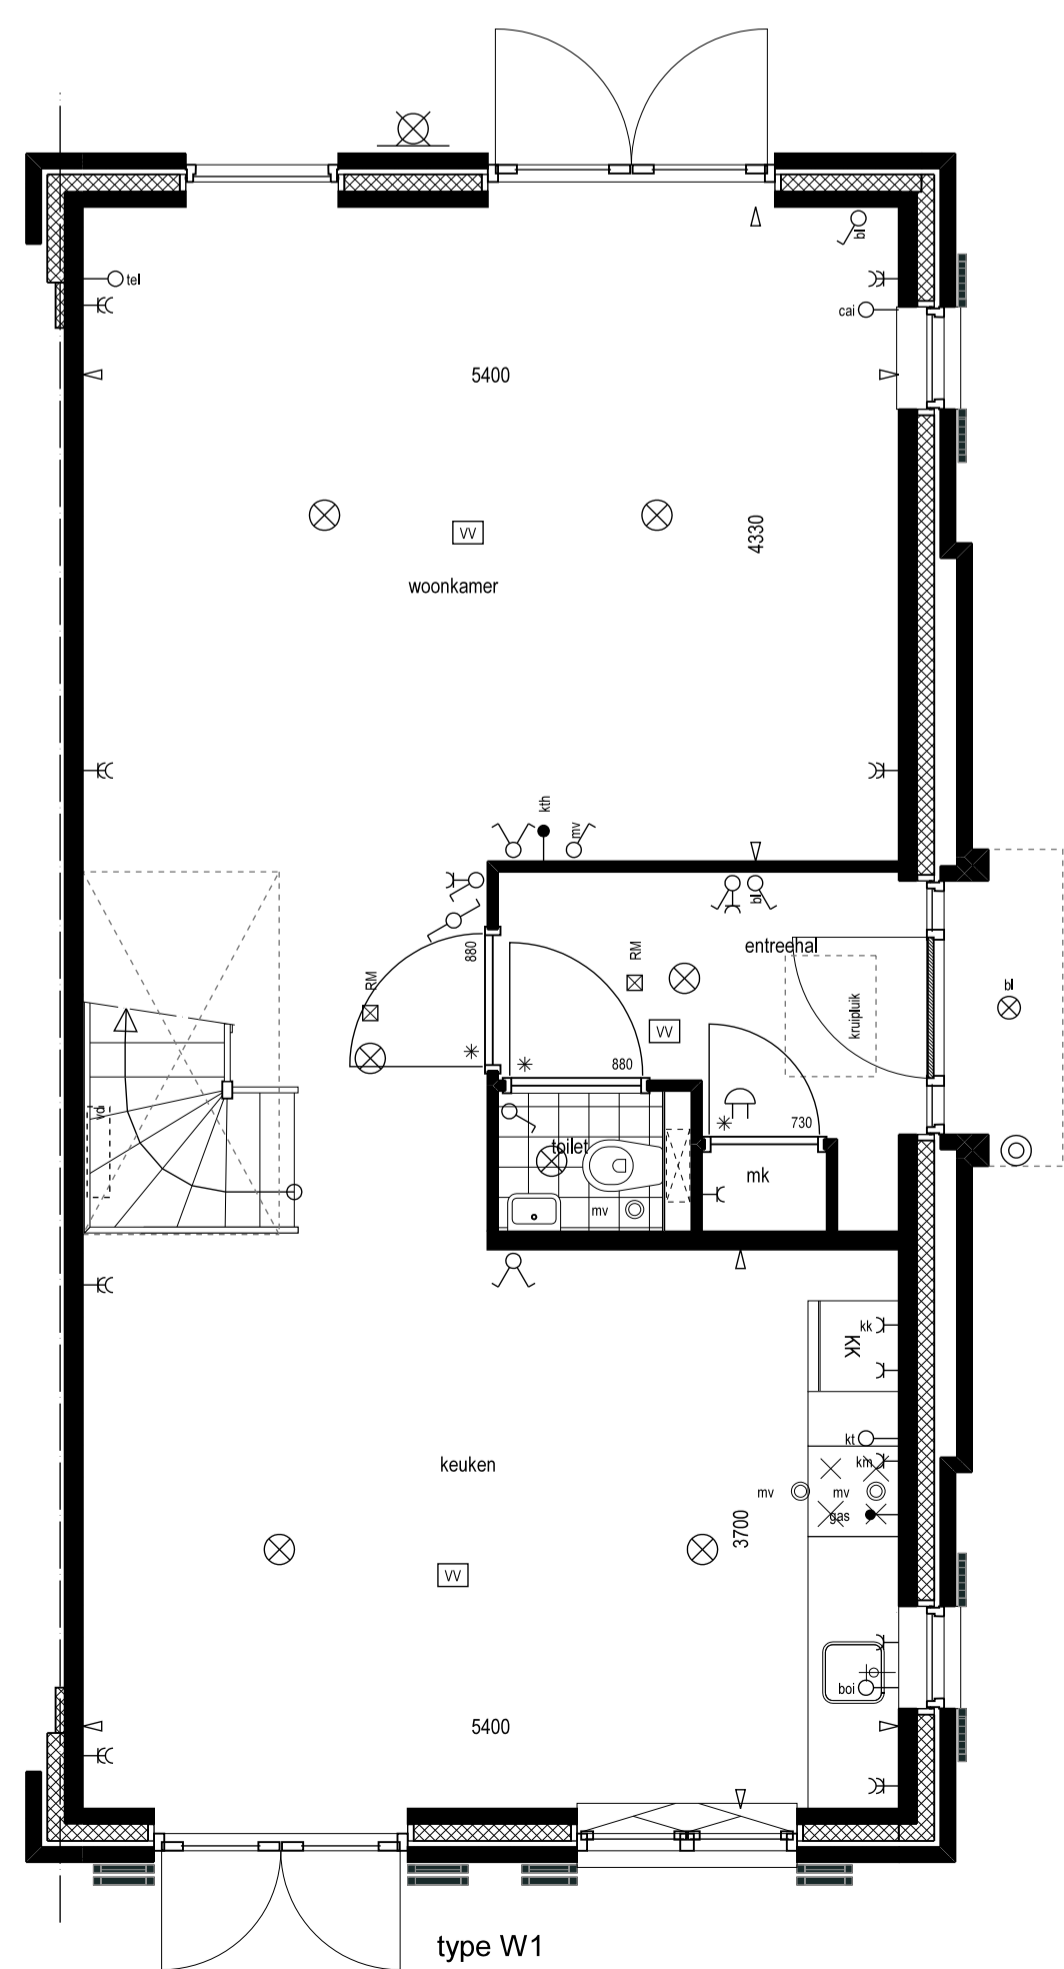 bl
tel
cai
5400
VV
4330
woonkamer
kth
mv
bl
entreehal
880
RM
RM
bl
kruipluik
VV
880
730
vd
toilet
mk
mv
kk
KK
kt
keuken
km
mv
mv
gas
3700
VV
boi
5400
type W1